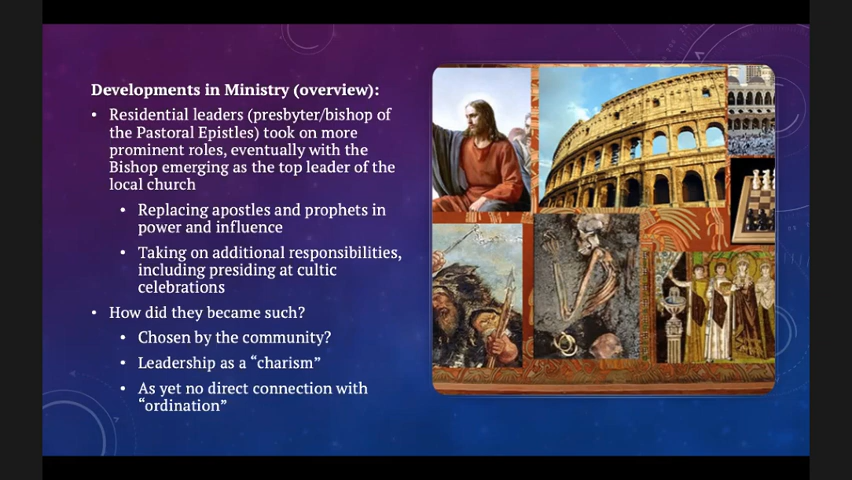 Developments in Ministry (overview):
• Residential leaders (presbyter/bishop of
the Pastoral Epistles) took on more
prominent roles, eventually with the
Bishop emerging as the top leader of the
local church
• Replacing apostles and prophets in
power and influence
• Taking on additional responsibilities,
including presiding at cultic
celebrations
• How did they became such?
• Chosen by the community?
• Leadership as a “charism”
• As yet no direct connection with
“ordination”